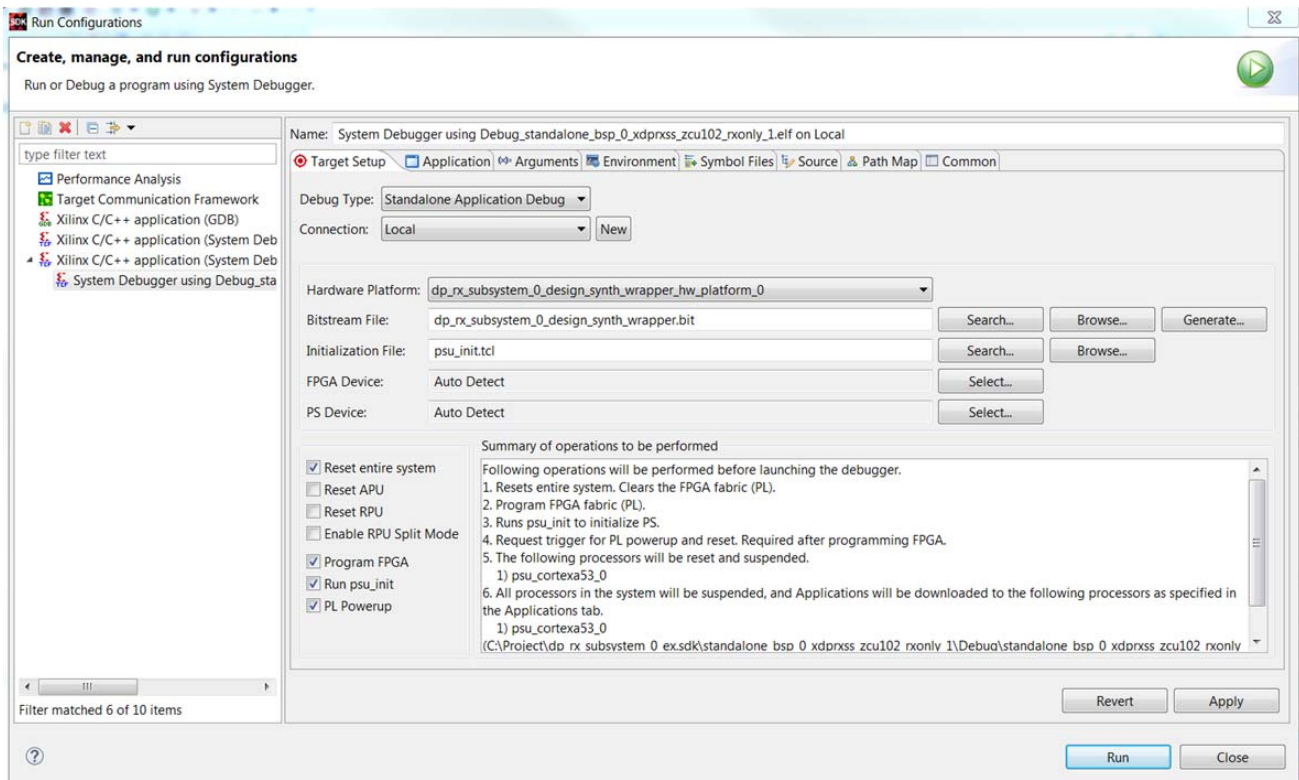 SDK Run Configurations
Create, manage, and run configurations
Run or Debug a program using System Debugger.
Name: System Debugger using Debug_standalone_bsp_0_xdprxss_zcu102_rxonly_1.elf on Local
type filter text
Performance Analysis
Target Communication Framework
Xilinx C/C++ application (GDB)
Xilinx C/C++ application (System Deb
Xilinx C/C++ application (System Deb
System Debugger using Debug_sta
Filter matched 6 of 10 items
Target Setup Application Arguments Environment Symbol Files Source Path Map Common
Debug Type: Standalone Application Debug
Connection: Local New
Hardware Platform: dp_rx_subsystem_0_design_synth_wrapper_hw_platform_0
Bitstream File: dp_rx_subsystem_0_design_synth_wrapper.bit Search... Browse... Generate...
Initialization File: psu_init.tcl Search... Browse...
FPGA Device: Auto Detect Select...
PS Device: Auto Detect Select...
Reset entire system
Reset APU
Reset RPU
Enable RPU Split Mode
Program FPGA
Run psu_init
PL Powerup
Summary of operations to be performed
Following operations will be performed before launching the debugger.
1. Resets entire system. Clears the FPGA fabric (PL).
2. Program FPGA fabric (PL).
3. Runs psu_init to initialize PS.
4. Request trigger for PL powerup and reset. Required after programming FPGA.
5. The following processors will be reset and suspended.
1) psu_cortexa53_0
6. All processors in the system will be suspended, and Applications will be downloaded to the following processors as specified in
the Applications tab.
1) psu_cortexa53_0
(C:\Project\dp_rx_subsystem_0_ex.sdk\standalone_bsp_0_xdprxss_zcu102_rxonly_1\Debug\standalone_bsp_0_xdprxss_zcu102_rxonly
Revert Apply
Run Close